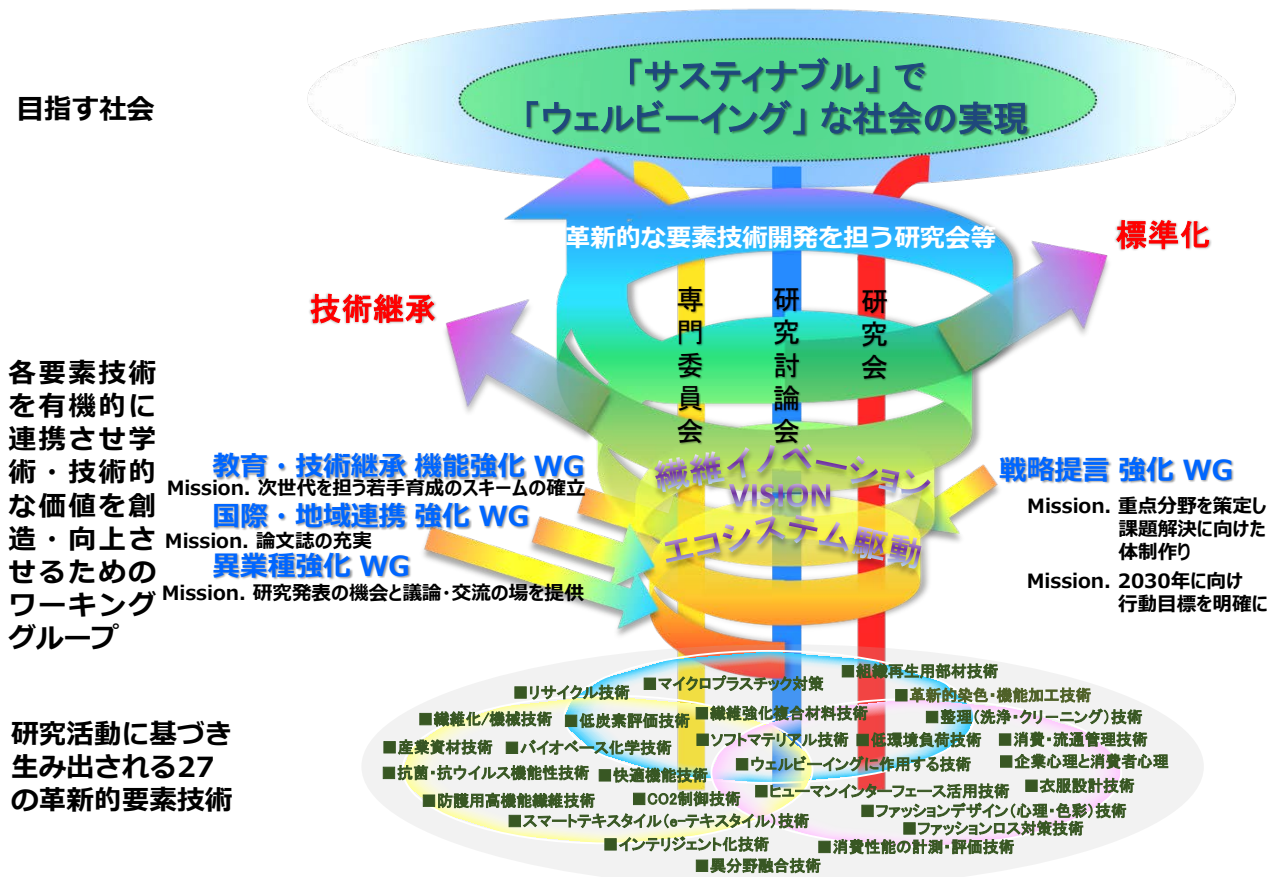 目指す社会
「サスティナブル」で
「ウェルビーイング」な社会の実現
革新的な要素技術開発を担う研究会等
標準化
技術継承
専門委員会
研究討論会
研究会
各要素技術
を有機的に
連携させ学
術・技術的
な価値を創
造・向上さ
せるための
ワーキング
グループ
教育・技術継承 機能強化 WG
Mission. 次世代を担う若手育成のスキームの確立
国際・地域連携 強化 WG
Mission. 論文誌の充実
異業種強化 WG
Mission. 研究発表の機会と議論・交流の場を提供
繊維イノベーション
VISION
エコシステム駆動
戦略提言 強化 WG
Mission. 重点分野を策定し
課題解決に向けた
体制作り
Mission. 2030年に向け
行動目標を明確に
研究活動に基づき
生み出される27
の革新的要素技術
■組織再生用部材技術
■マイクロプラスチック対策
■リサイクル技術
■革新的染色・機能加工技術
■繊維化/機械技術
■低炭素評価技術
■繊維強化複合材料技術
■整理(洗浄・クリーニング)技術
■産業資材技術
■バイオベース化学技術
■ソフトマテリアル技術
■低環境負荷技術
■消費・流通管理技術
■抗菌・抗ウイルス機能性技術
■快適機能技術
■ウェルビーイングに作用する技術
■企業心理と消費者心理
■防護用高機能繊維技術
■CO2制御技術
■ヒューマンインターフェース活用技術
■衣服設計技術
■スマートテキスタイル(e-テキスタイル)技術
■ファッションデザイン(心理・色彩)技術
■ファッションロス対策技術
■インテリジェント化技術
■消費性能の計測・評価技術
■異分野融合技術